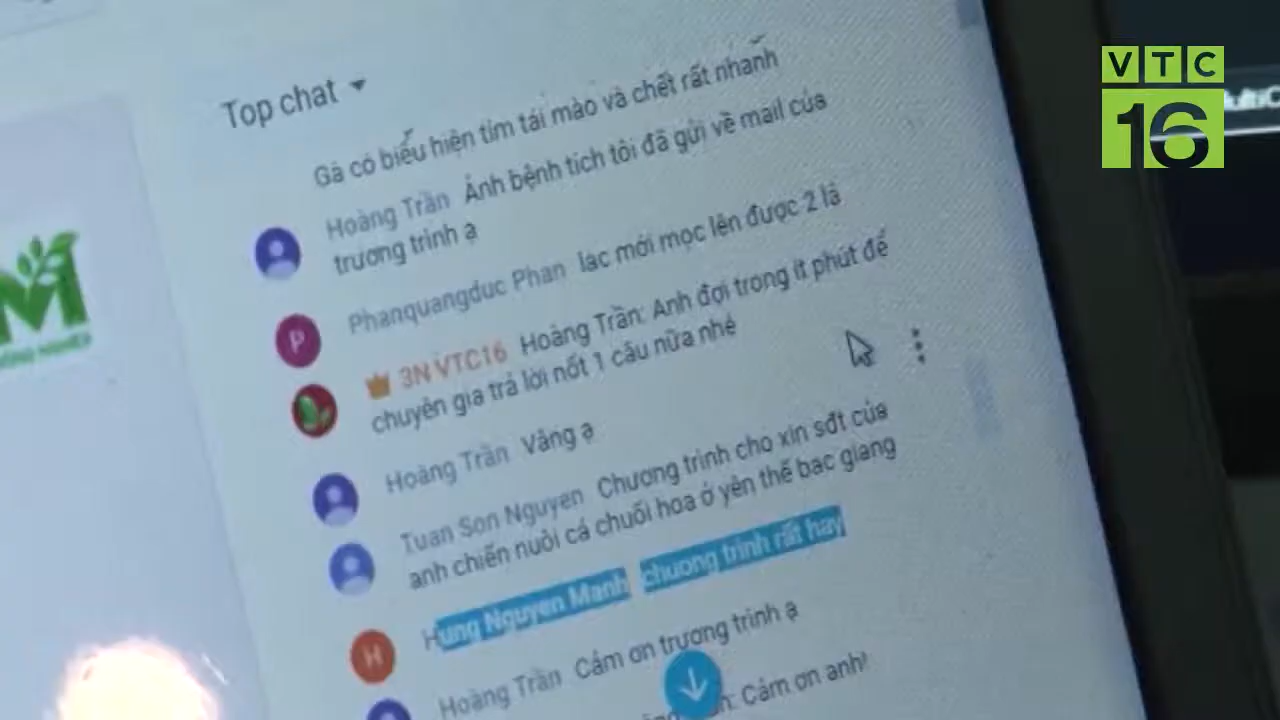 VTC
16
Top chat
Gà có biểu hiện tím tái mào và chết rất nhanh
Hoàng Trần Ảnh bệnh tích tôi đã gửi về mail của
trương trình ạ
P
Phanquangduc Phan lạc mới mọc lên được 2 lá
3N VTC16 Hoàng Trần: Anh đợi trong ít phút để
chuyên gia trả lời nốt 1 câu nữa nhé
Hoàng Trần Vâng ạ
Tuan Son Nguyen Chương trình cho xin sđt của
anh chiến nuôi cá chuối hoa ở yên thế bac giang
H
Hung Nguyen Manh chuong trinh rất hay
Hoàng Trần Cảm ơn trương trình ạ
Cảm ơn anh!